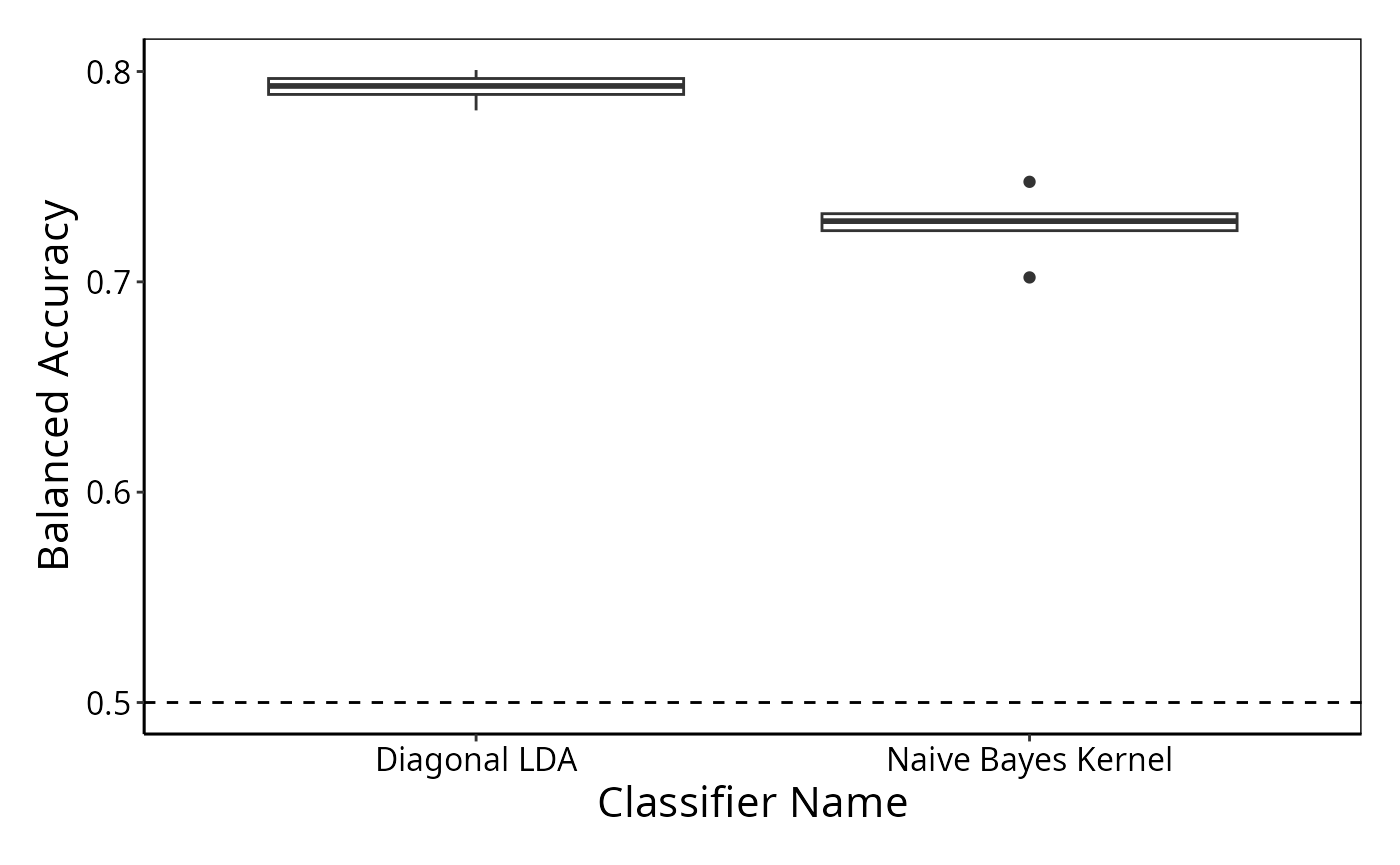 Balanced Accuracy
0.8
0.7
0.6
0.5
Diagonal LDA
Naive Bayes Kernel
Classifier Name